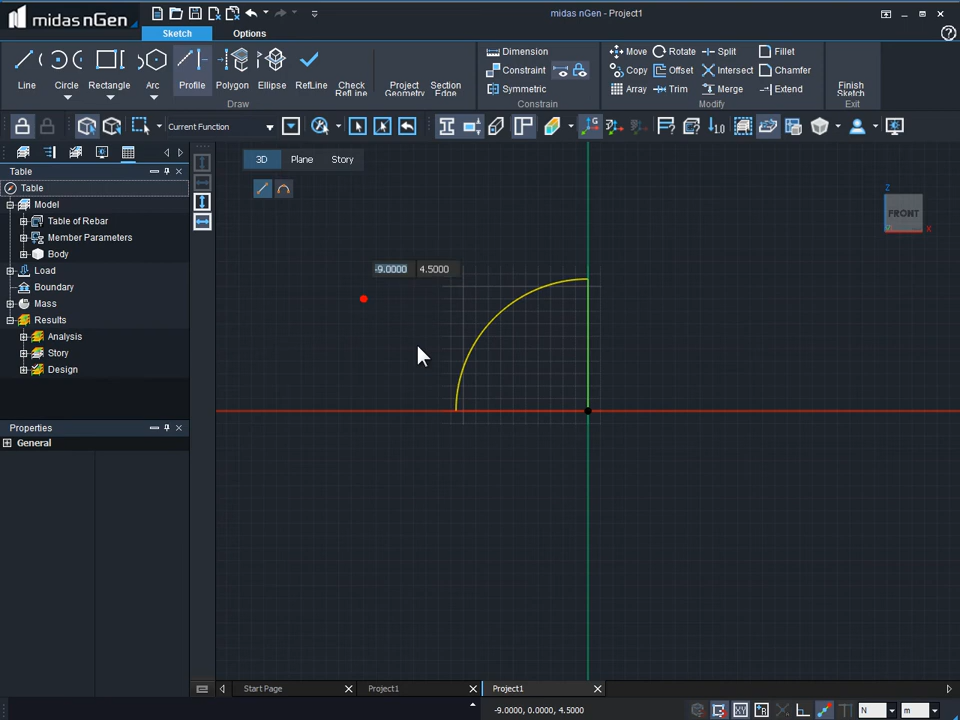 midas nGen
midas nGen - Project1
Sketch
Options
Line
Circle
Rectangle
Arc
Profile
Polygon
Ellipse
RefLine
Check
RefLine
Project
Geometry
Section
Edge
Draw
Dimension
Constraint
Symmetric
Constrain
Move
Rotate
Split
Fillet
Copy
Offset
Intersect
Chamfer
Array
Trim
Merge
Extend
Modify
Finish
Sketch
Exit
Current Function
1.0
Table
3D
Plane
Story
Table
Model
Table of Rebar
Member Parameters
Body
Load
Boundary
Mass
Results
Analysis
Story
Design
Z
FRONT
X
-9.0000
4.5000
Properties
General
Start Page
Project1
Project1
-9.0000, 0.0000, 4.5000
N
m